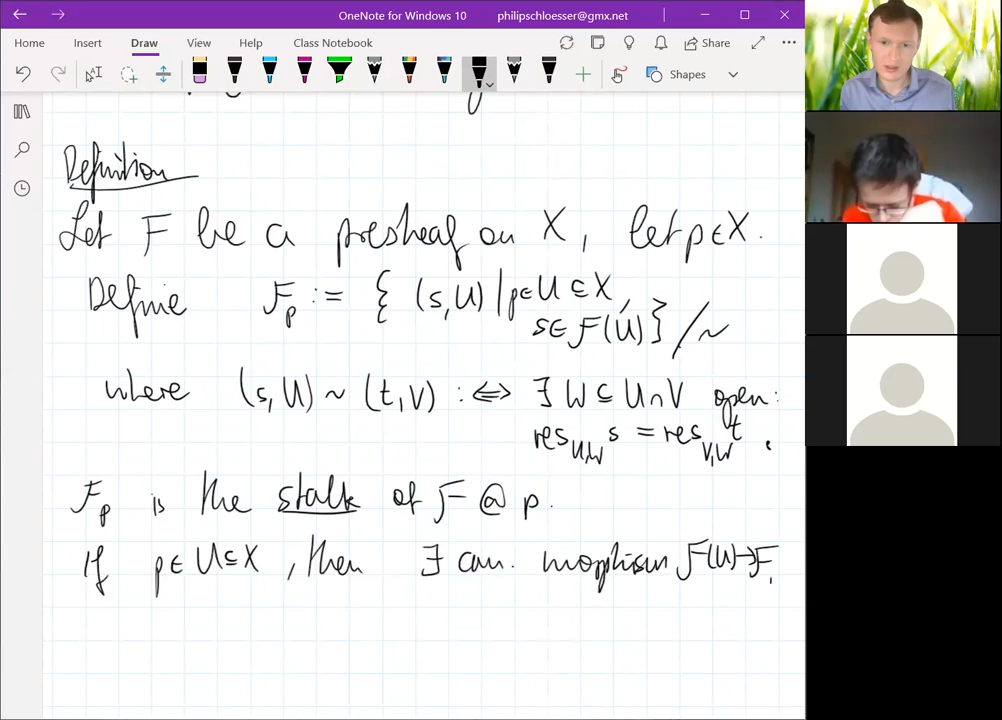 OneNote for Windows 10
philipschloesser@gmx.net
Home Insert Draw View Help Class Notebook Share
Shapes
Definition
Let F be a presheaf on X, let p ∈ X.
Define F_p := { (s,U) | p ∈ U ⊆ X,
s ∈ F(U) } / ~
where (s,U) ~ (t,V) :⟺ ∃ W ⊆ U ∩ V open:
res_{U,W} s = res_{V,W} t.
F_p is the stalk of F @ p.
If p ∈ U ⊆ X, then ∃ can. morphism F(U) → F